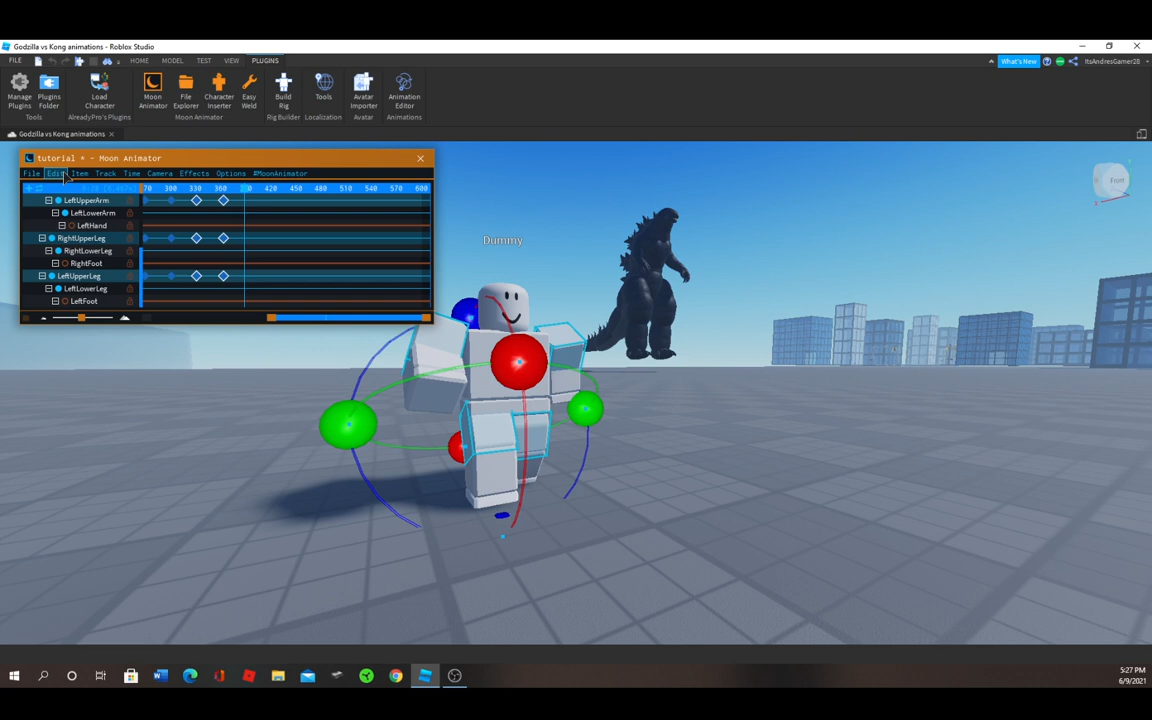 Godzilla vs Kong animations - Roblox Studio
FILE HOME MODEL TEST VIEW PLUGINS
What's New ItsAndresGamer28
Manage Plugins
Plugins Folder
Load Character
Moon Animator
File Explorer
Character Inserter
Easy Weld
Build Rig
Tools
Avatar Importer
Animation Editor
Tools AlreadyPro's Plugins Moon Animator Rig Builder Localization Avatar Animations
Godzilla vs Kong animations
tutorial * - Moon Animator
File Edit Item Track Time Camera Effects Options #MoonAnimator
300 330 360 420 450 480 510 540 570 600
LeftUpperArm
LeftLowerArm
LeftHand
RightUpperLeg
RightLowerLeg
RightFoot
LeftUpperLeg
LeftLowerLeg
LeftFoot
Dummy
Front
5:27 PM
6/9/2021